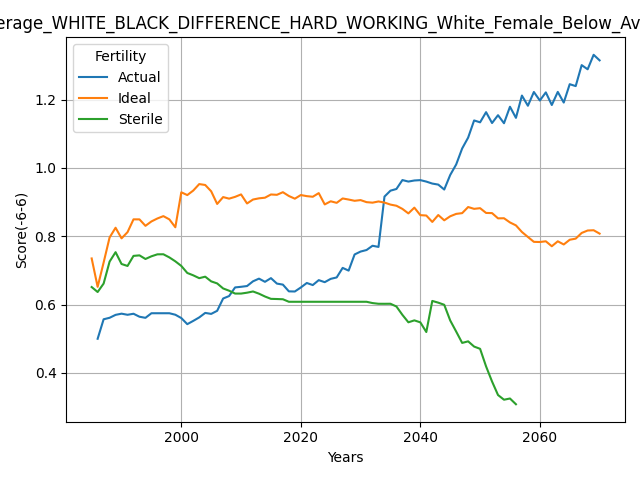 erage_WHITE_BLACK_DIFFERENCE_HARD_WORKING_White_Female_Below_Av
Fertility
Actual
Ideal
Sterile
Score(-6-6)
1.2
1.0
0.8
0.6
0.4
2000 2020 2040 2060
Years